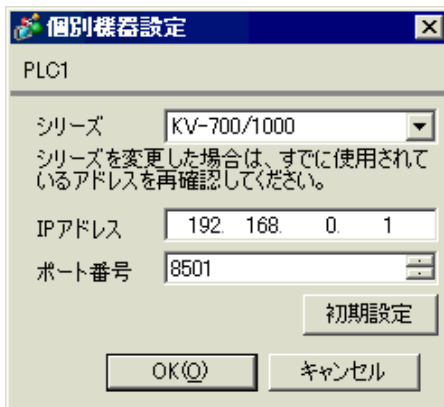 個別機器設定
PLC1
シリーズ KV-700/1000
シリーズを変更した場合は、すでに使用されて
いるアドレスを再確認してください。
IPアドレス 192. 168. 0. 1
ポート番号 8501
初期設定
OK(O) キャンセル